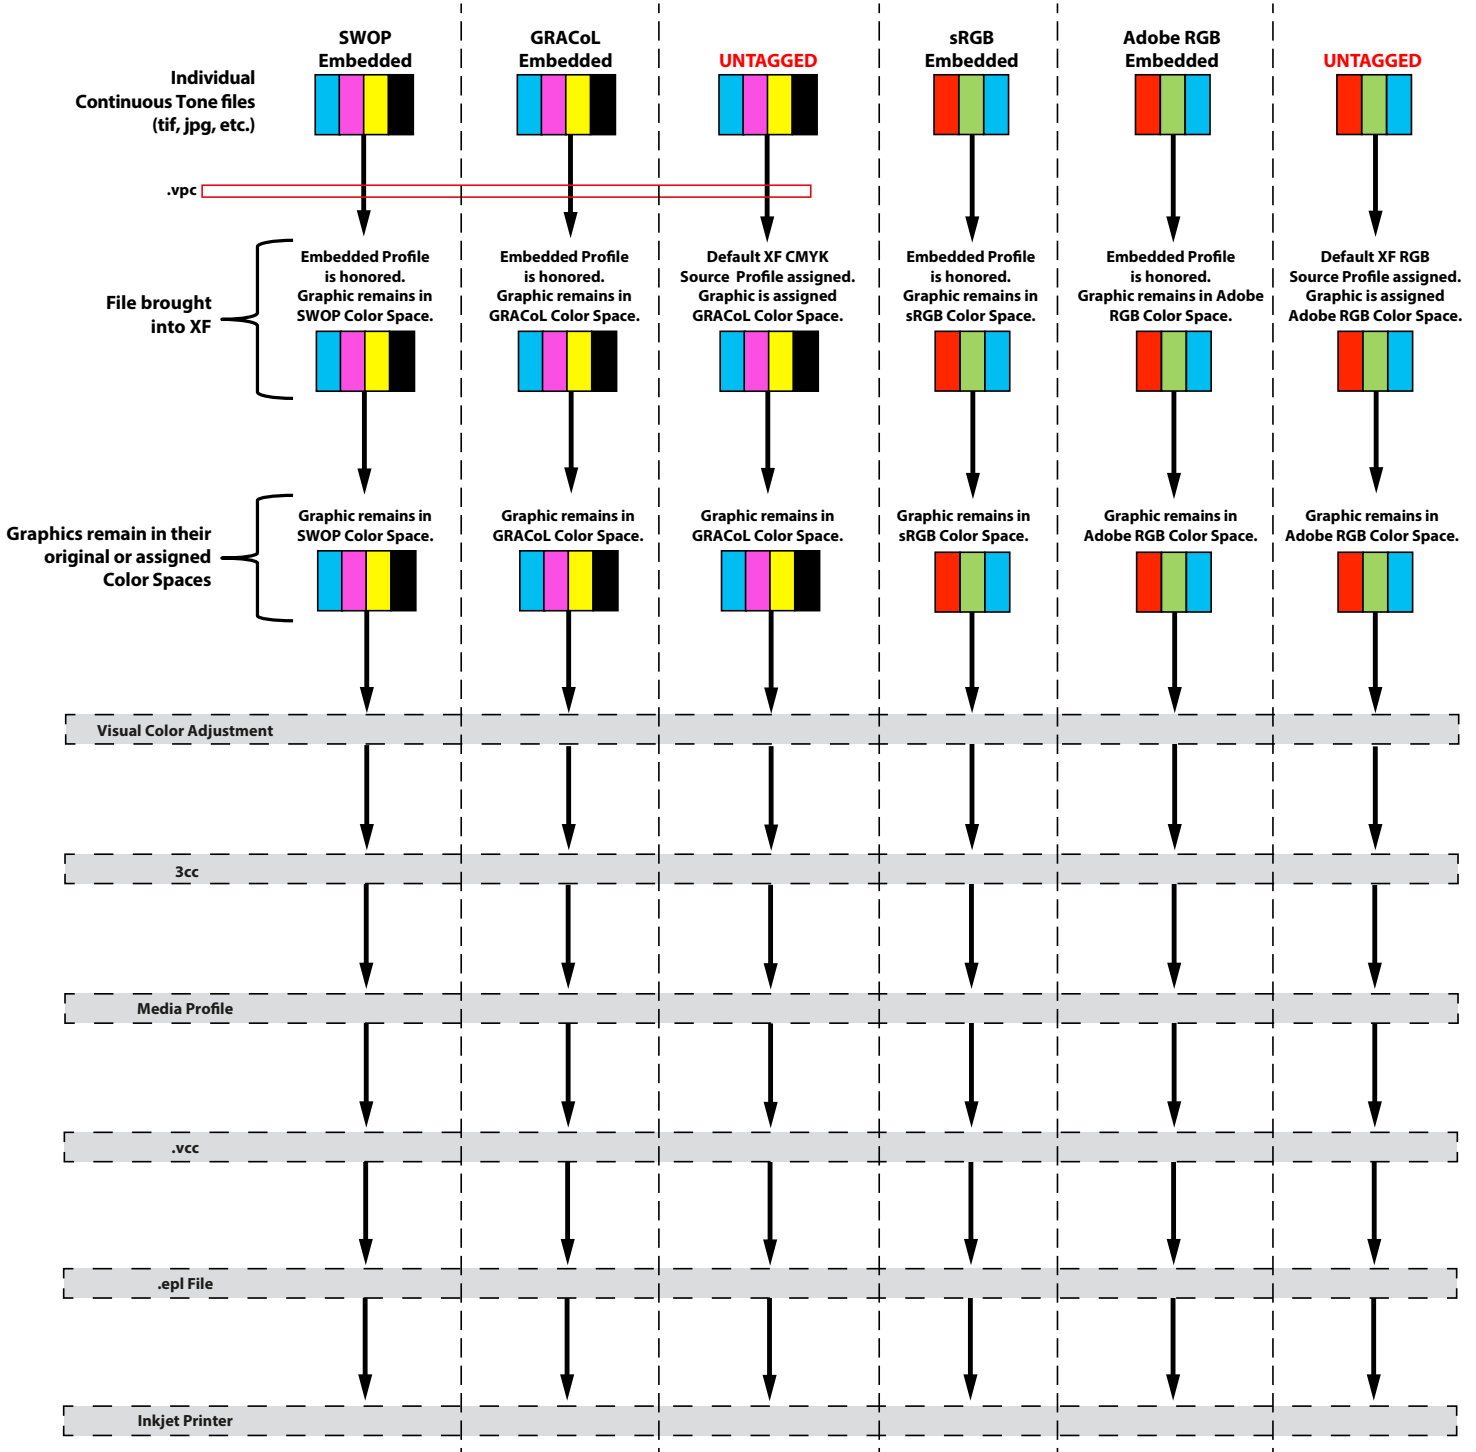 SWOP
Embedded
GRACoL
Embedded
UNTAGGED
sRGB
Embedded
Adobe RGB
Embedded
UNTAGGED
Individual
Continuous Tone files
(tif, jpg, etc.)
.vpc
File brought
into XF
Embedded Profile
is honored.
Graphic remains in
SWOP Color Space.
Embedded Profile
is honored.
Graphic remains in
GRACoL Color Space.
Default XF CMYK
Source Profile assigned.
Graphic is assigned
GRACoL Color Space.
Embedded Profile
is honored.
Graphic remains in
sRGB Color Space.
Embedded Profile
is honored.
Graphic remains in Adobe
RGB Color Space.
Default XF RGB
Source Profile assigned.
Graphic is assigned
Adobe RGB Color Space.
Graphics remain in their
original or assigned
Color Spaces
Graphic remains in
SWOP Color Space.
Graphic remains in
GRACoL Color Space.
Graphic remains in
GRACoL Color Space.
Graphic remains in
sRGB Color Space.
Graphic remains in
Adobe RGB Color Space.
Graphic remains in
Adobe RGB Color Space.
Visual Color Adjustment
3cc
Media Profile
.vcc
.epl File
Inkjet Printer